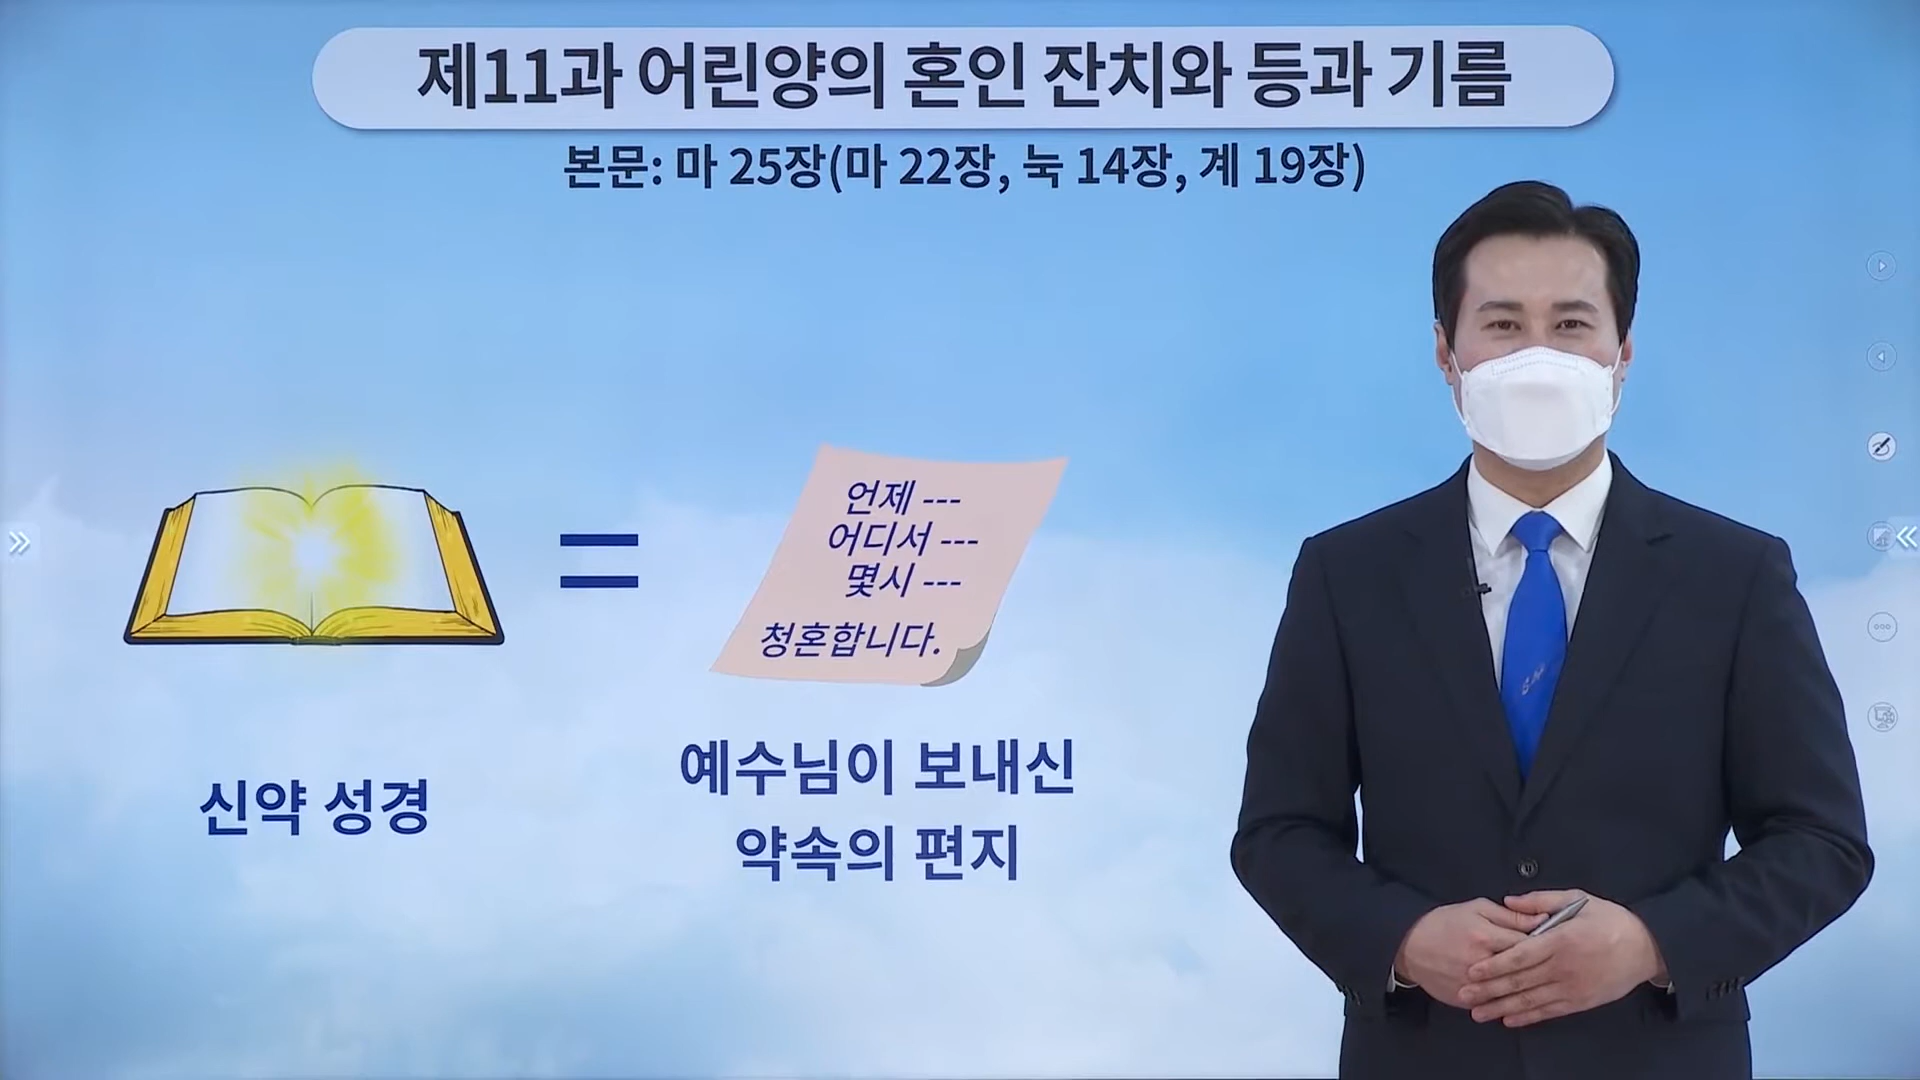 제11과 어린양의 혼인 잔치와 등과 기름
본문: 마 25장(마 22장, 눅 14장, 계 19장)
언제 ---
어디서 ---
몇시 ---
청혼합니다.
신약 성경
예수님이 보내신
약속의 편지